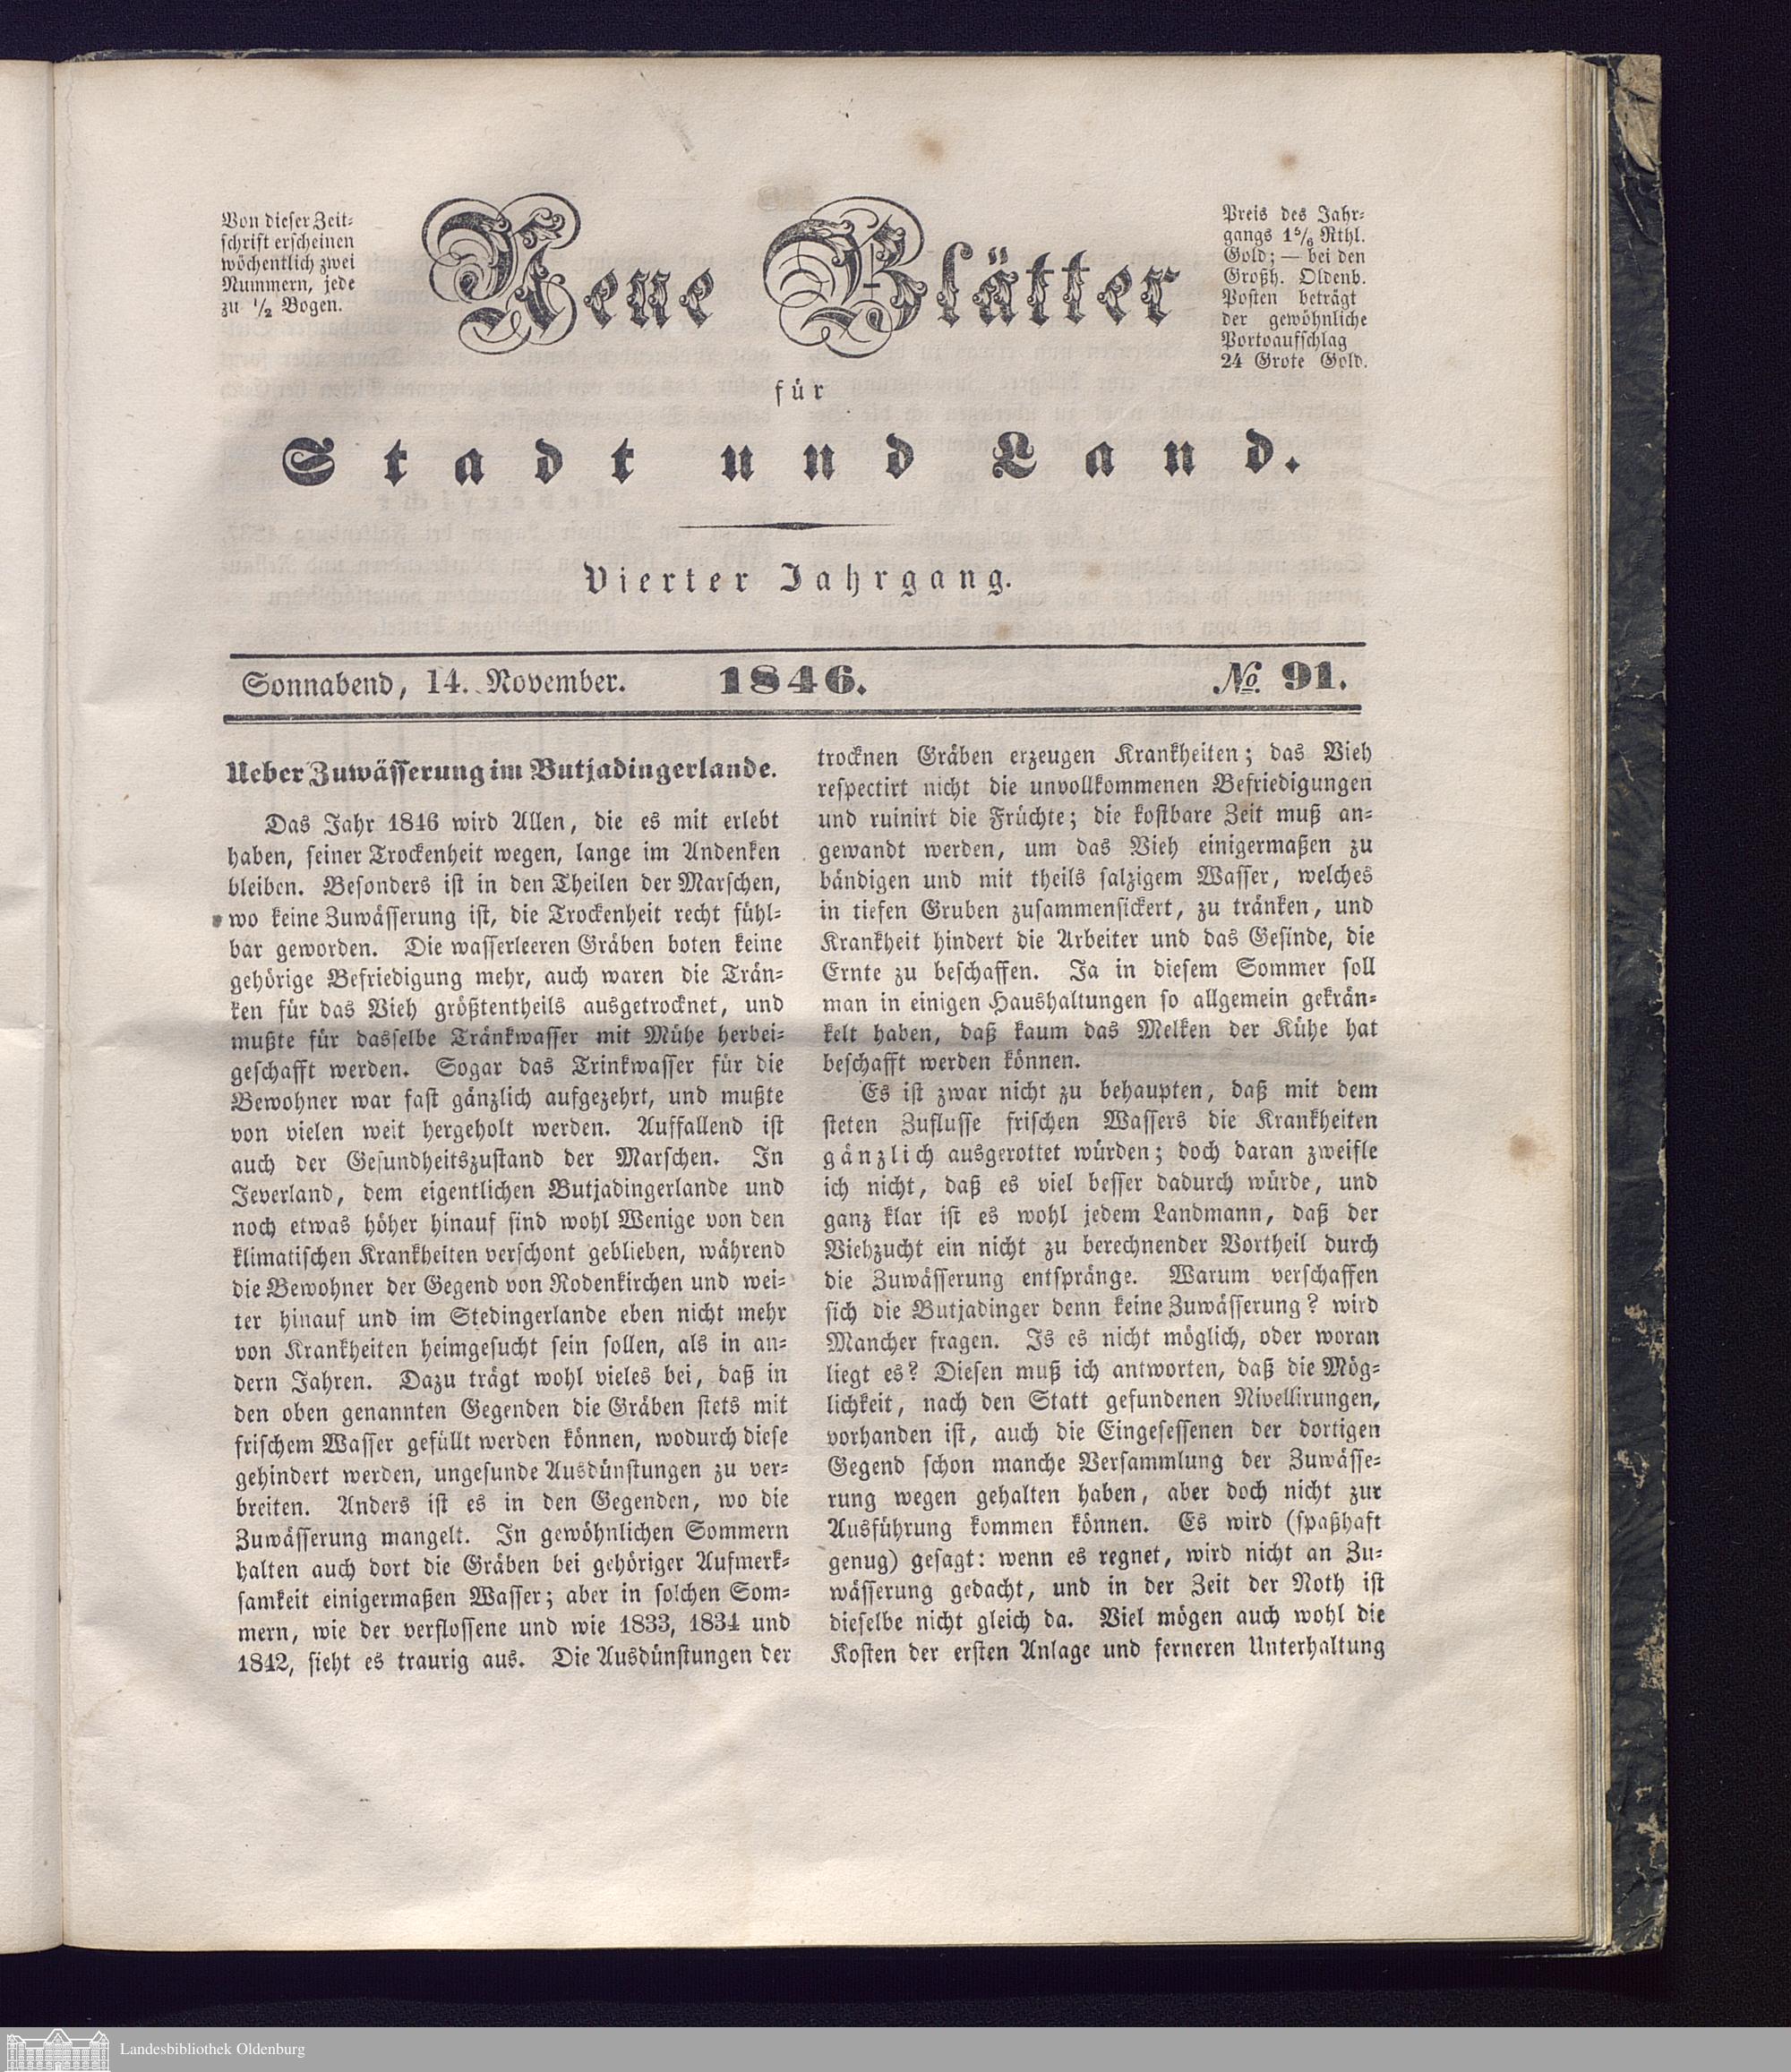 Von dieser Zeit-
schrift erscheinen
wöchentlich zwei
Nummern, jede
zu 1/2 Bogen.
Neue Blätter
Preis des Jahr-
gangs 1 5/6 Rthl.
Gold; — bei den
Großh. Oldenb.
Posten beträgt
der gewöhnliche
Portoaufschlag
24 Grote Gold.
für
Stadt und Land.
Vierter Jahrgang.
Sonnabend, 14. November. 1846. No. 91.
Ueber Zuwässerung im Butjadingerlande.
Das Jahr 1846 wird Allen, die es mit erlebt
haben, seiner Trockenheit wegen, lange im Andenken
bleiben. Besonders ist in den Theilen der Marschen,
wo keine Zuwässerung ist, die Trockenheit recht fühl-
bar geworden. Die wasserleeren Gräben boten keine
gehörige Befriedigung mehr, auch waren die Trän-
ken für das Vieh größtentheils ausgetrocknet, und
mußte für dasselbe Tränkwasser mit Mühe herbei-
geschafft werden. Sogar das Trinkwasser für die
Bewohner war fast gänzlich aufgezehrt, und mußte
von vielen weit hergeholt werden. Auffallend ist
auch der Gesundheitszustand der Marschen. In
Jeverland, dem eigentlichen Butjadingerlande und
noch etwas höher hinauf sind wohl Wenige von den
klimatischen Krankheiten verschont geblieben, während
die Bewohner der Gegend von Rodenkirchen und wei-
ter hinauf und im Stedingerlande eben nicht mehr
von Krankheiten heimgesucht sein sollen, als in an-
dern Jahren. Dazu trägt wohl vieles bei, daß in
den oben genannten Gegenden die Gräben stets mit
frischem Wasser gefüllt werden können, wodurch diese
gehindert werden, ungesunde Ausdünstungen zu ver-
breiten. Anders ist es in den Gegenden, wo die
Zuwässerung mangelt. In gewöhnlichen Sommern
halten auch dort die Gräben bei gehöriger Aufmerk-
samkeit einigermaßen Wasser; aber in solchen Som-
mern, wie der verflossene und wie 1833, 1834 und
1842, sieht es traurig aus. Die Ausdünstungen der
trocknen Gräben erzeugen Krankheiten; das Vieh
respectirt nicht die unvollkommenen Befriedigungen
und ruinirt die Früchte; die kostbare Zeit muß an-
gewandt werden, um das Vieh einigermaßen zu
bändigen und mit theils salzigem Wasser, welches
in tiefen Gruben zusammensickert, zu tränken, und
Krankheit hindert die Arbeiter und das Gesinde, die
Ernte zu beschaffen. Ja in diesem Sommer soll
man in einigen Haushaltungen so allgemein gekrän-
kelt haben, daß kaum das Melken der Kühe hat
beschafft werden können.
Es ist zwar nicht zu behaupten, daß mit dem
steten Zuflusse frischen Wassers die Krankheiten
gänzlich ausgerottet würden; doch daran zweifle
ich nicht, daß es viel besser dadurch würde, und
ganz klar ist es wohl jedem Landmann, daß der
Viehzucht ein nicht zu berechnender Vortheil durch
die Zuwässerung entspränge. Warum verschaffen
sich die Butjadinger denn keine Zuwässerung? wird
Mancher fragen. Is es nicht möglich, oder woran
liegt es? Diesen muß ich antworten, daß die Mög-
lichkeit, nach den Statt gefundenen Nivellirungen,
vorhanden ist, auch die Eingesessenen der dortigen
Gegend schon manche Versammlung der Zuwässe-
rung wegen gehalten haben, aber doch nicht zur
Ausführung kommen können. Es wird (spaßhaft
genug) gesagt: wenn es regnet, wird nicht an Zu-
wässerung gedacht, und in der Zeit der Noth ist
dieselbe nicht gleich da. Viel mögen auch wohl die
Kosten der ersten Anlage und ferneren Unterhaltung
Landesbibliothek Oldenburg